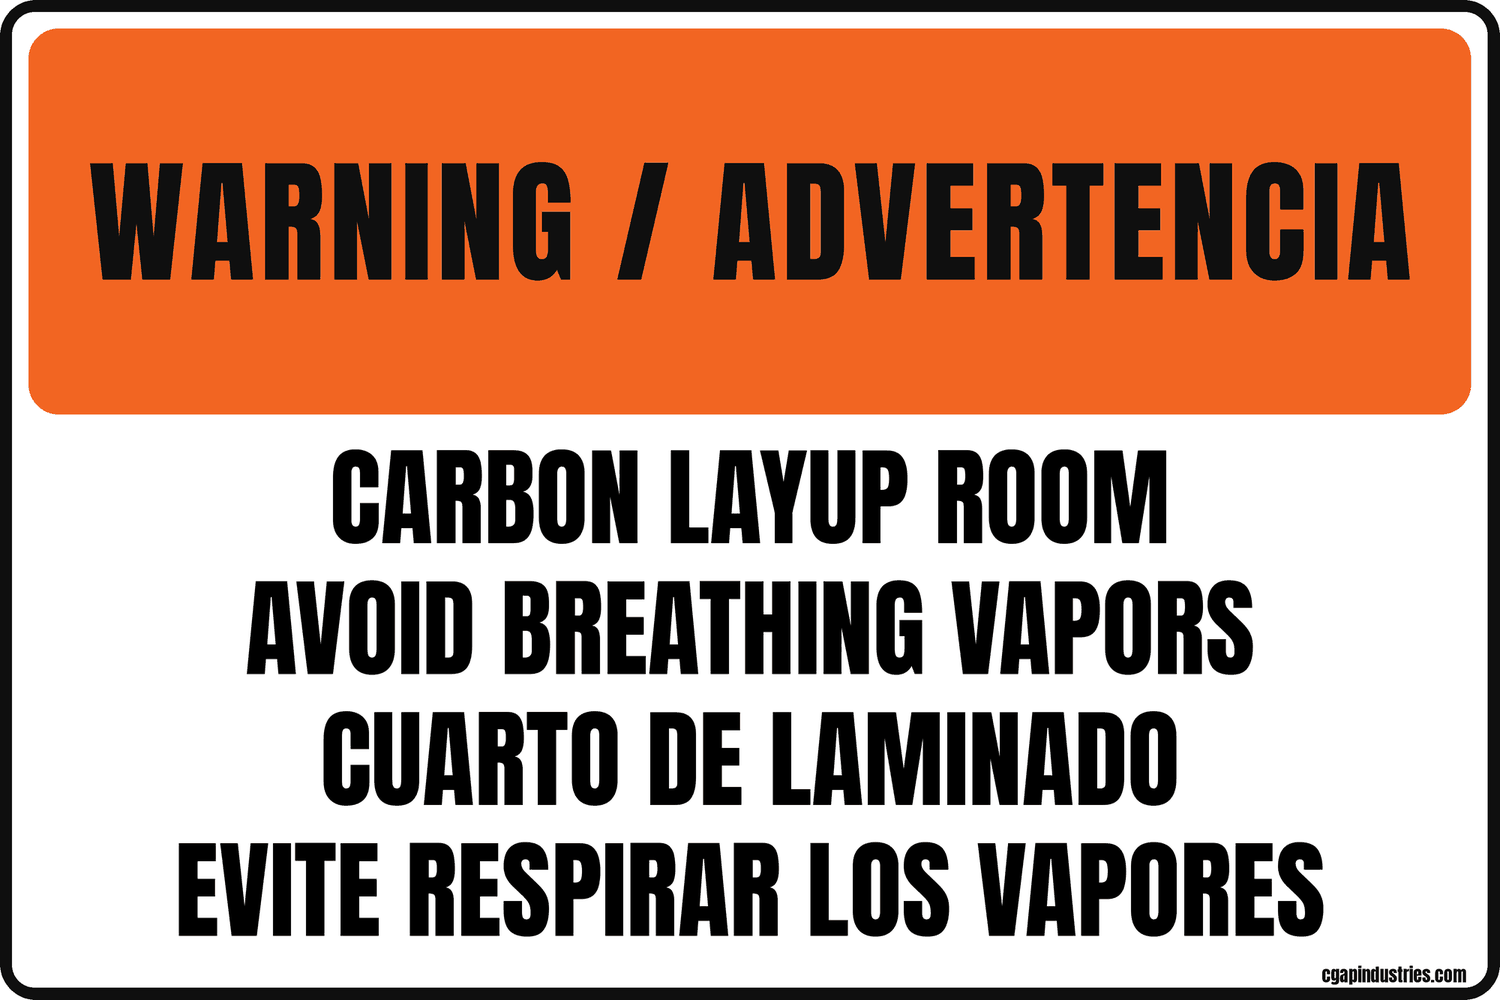 WARNING / ADVERTENCIA
CARBON LAYUP ROOM
AVOID BREATHING VAPORS
CUARTO DE LAMINADO
EVITE RESPIRAR LOS VAPORES
cgapindustries.com